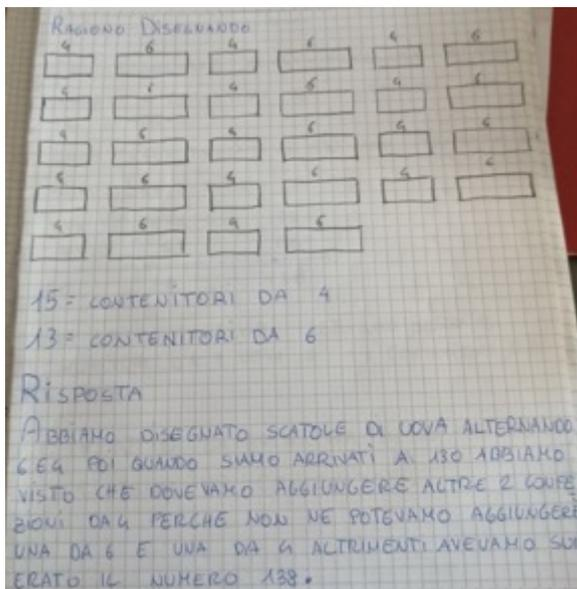 RAGIONO DISEGNANDO
4 6 4 6 4 6
4 6 4 6 4 6
4 6 4 6 4 6
4 6 4 6 4 6
4 6 4 6
15 = CONTENITORI DA 4
13 = CONTENITORI DA 6
RISPOSTA
ABBIAMO DISEGNATO SCATOLE DI UOVA ALTERNANDO
6 E 4 POI QUANDO SIAMO ARRIVATI A 130 ABBIAMO
VISTO CHE DOVEVAMO AGGIUNGERE ALTRE 2 CONFE
ZIONI DA 4 PERCHE NON NE POTEVAMO AGGIUNGERE
UNA DA 6 E UNA DA 4 ALTRIMENTI AVEVAMO SUP
ERATO IL NUMERO 138.